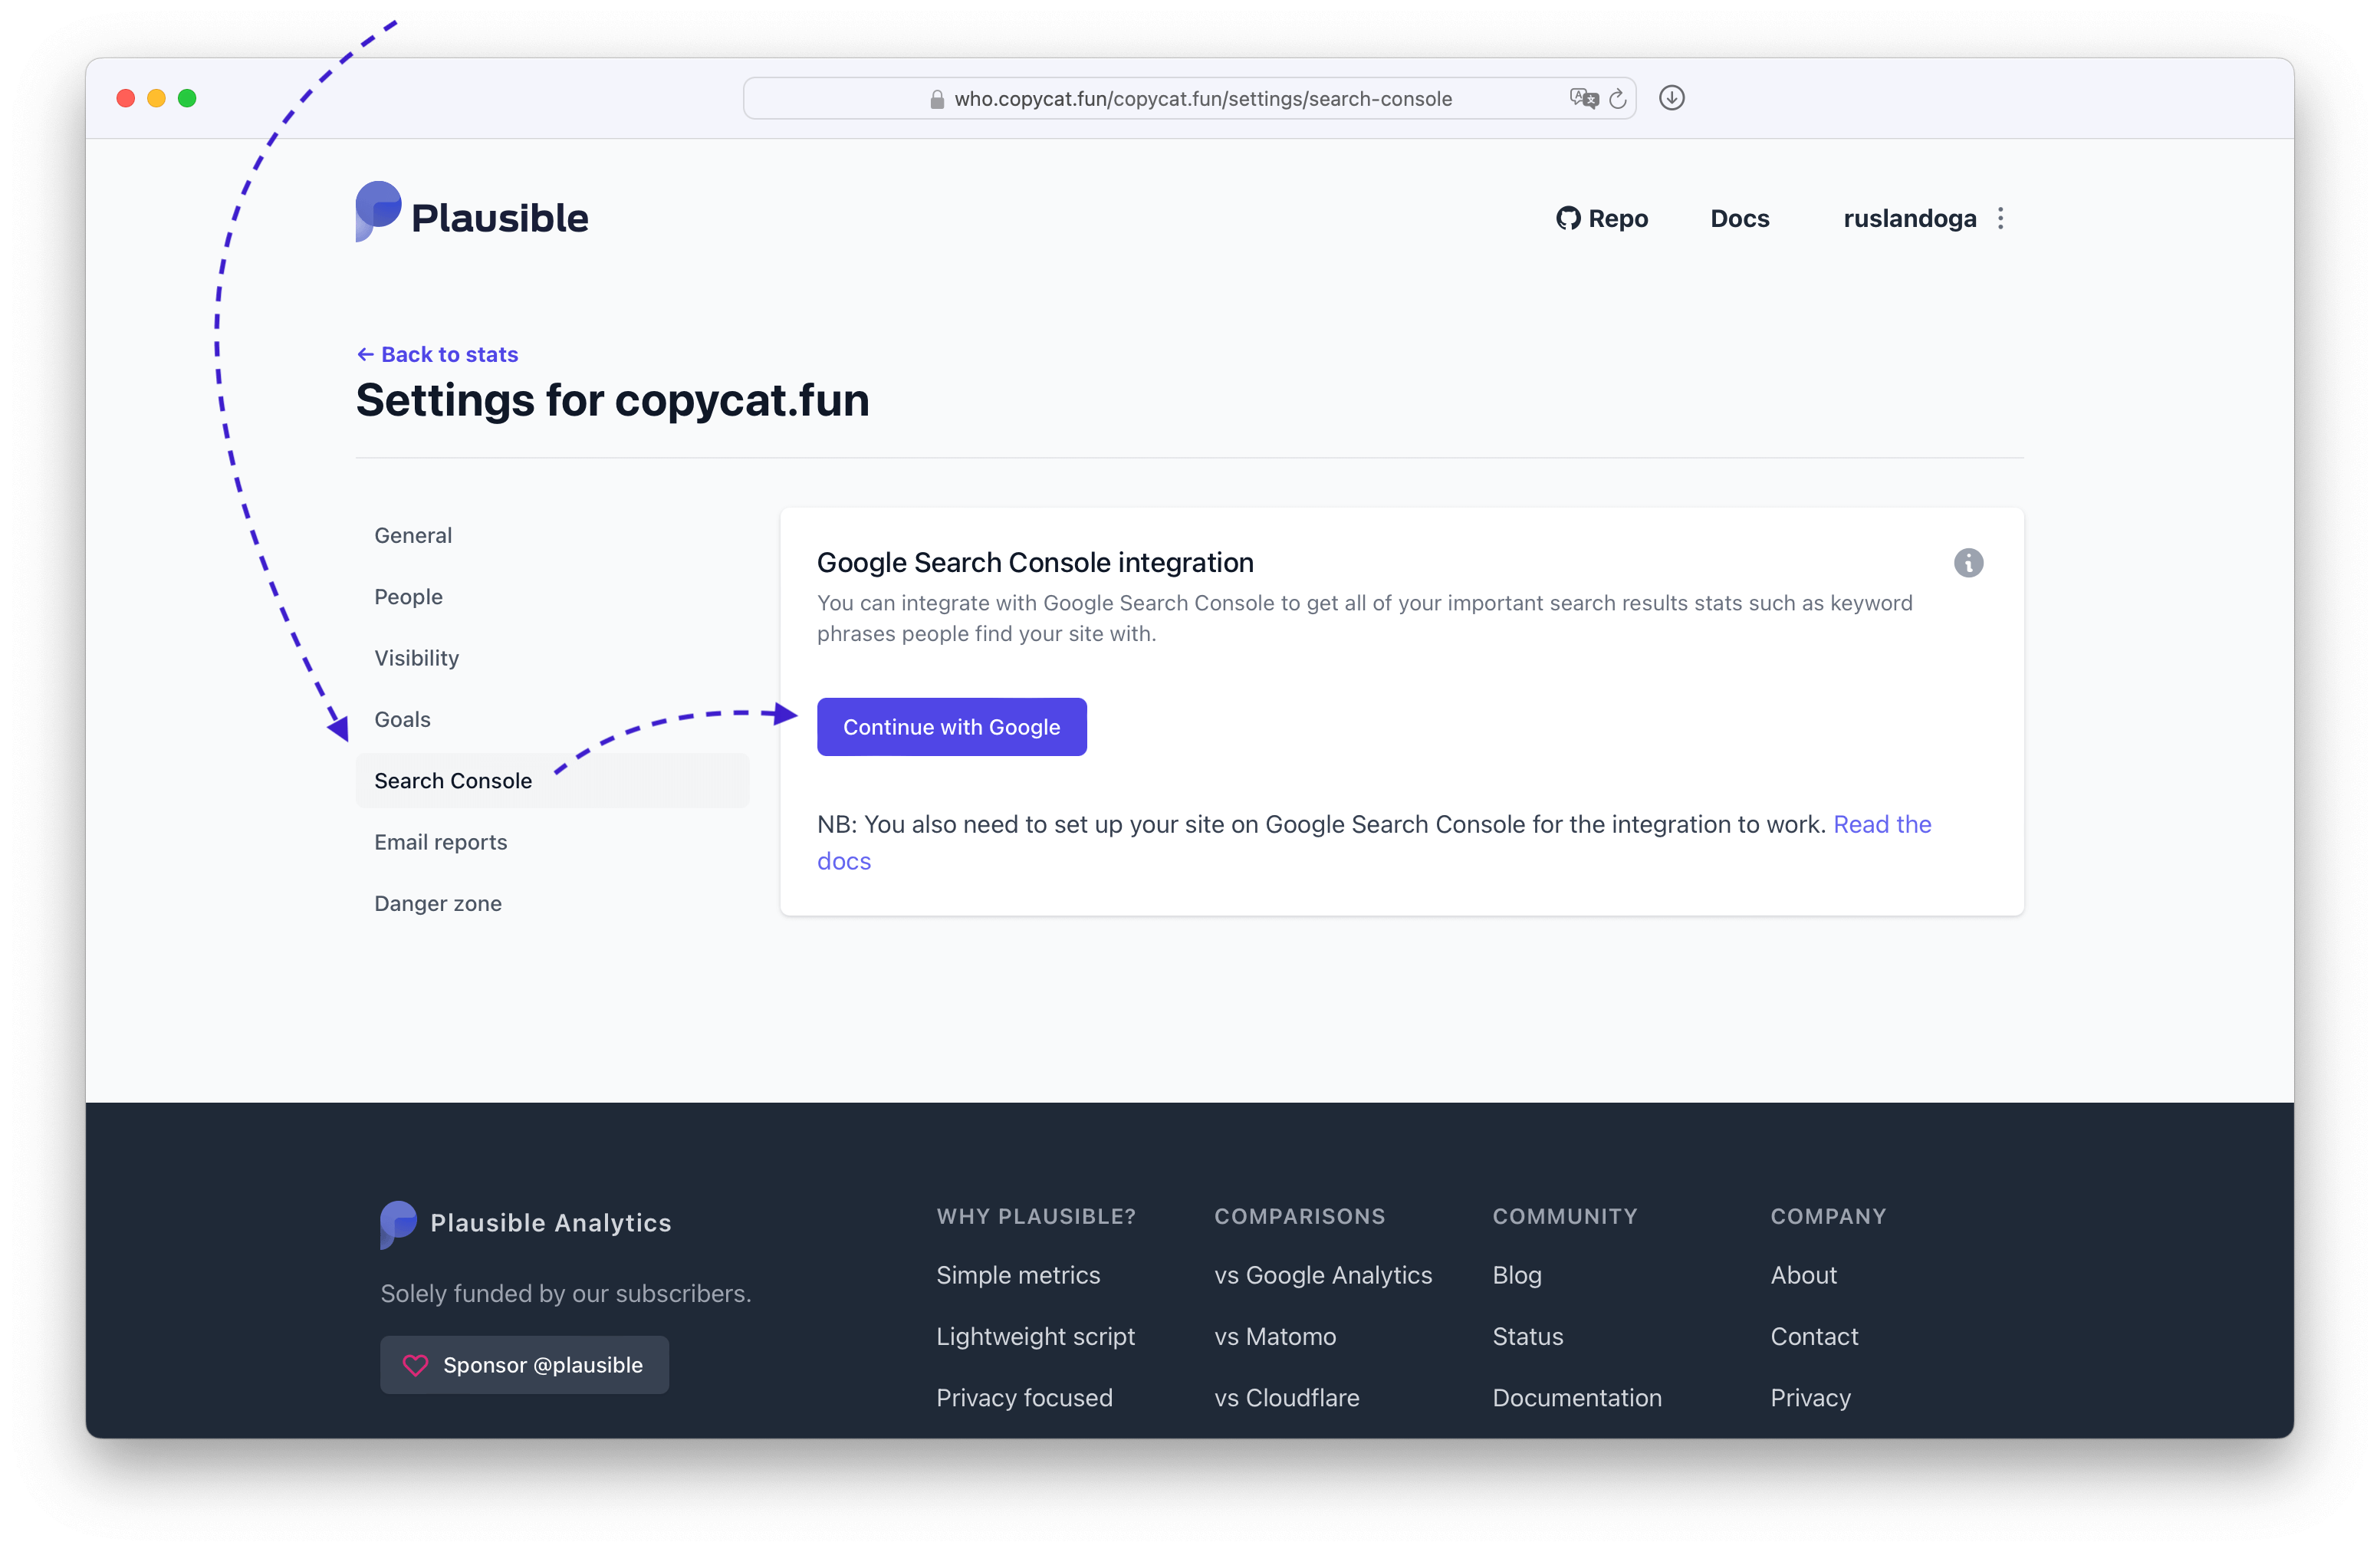 who.copycat.fun/copycat.fun/settings/search-console
Plausible
Repo
Docs
ruslandoga
← Back to stats
Settings for copycat.fun
General
People
Visibility
Goals
Search Console
Email reports
Danger zone
Google Search Console integration
You can integrate with Google Search Console to get all of your important search results stats such as keyword
phrases people find your site with.
Continue with Google
NB: You also need to set up your site on Google Search Console for the integration to work. Read the
docs
Plausible Analytics
Solely funded by our subscribers.
Sponsor @plausible
WHY PLAUSIBLE?
Simple metrics
Lightweight script
Privacy focused
COMPARISONS
vs Google Analytics
vs Matomo
vs Cloudflare
COMMUNITY
Blog
Status
Documentation
COMPANY
About
Contact
Privacy